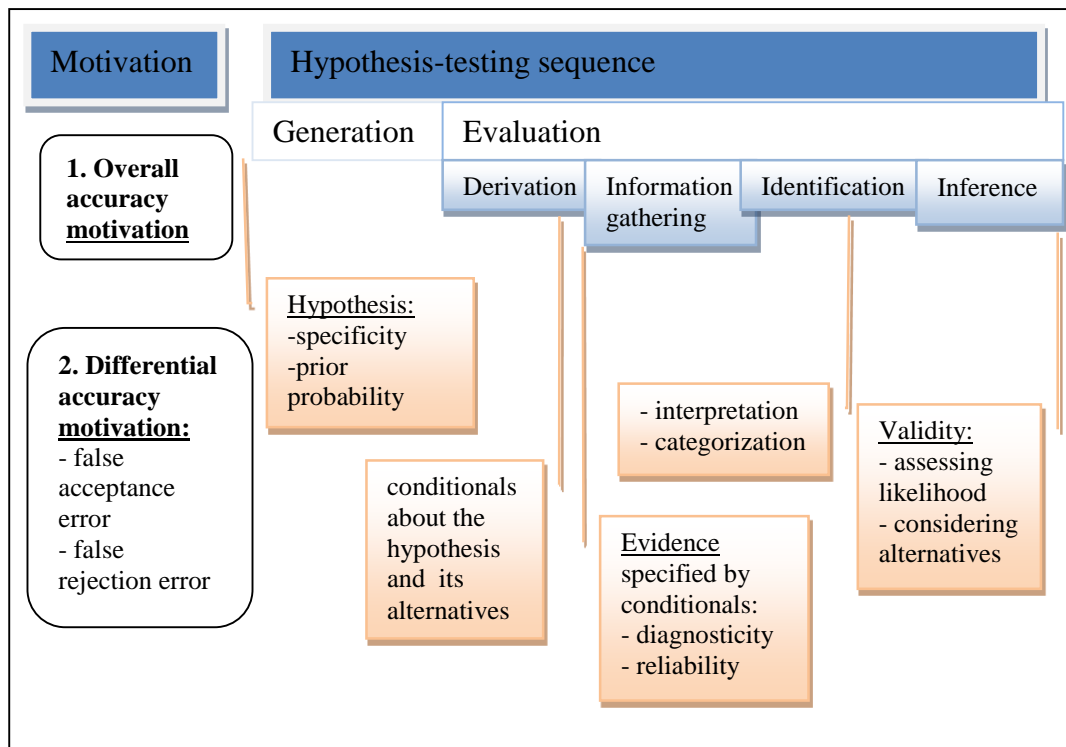 Motivation
Hypothesis-testing sequence
Generation
Evaluation
Derivation
Information
gathering
Identification
Inference
1. Overall
accuracy
motivation
2. Differential
accuracy
motivation:
- false
acceptance
error
- false
rejection error
Hypothesis:
-specificity
-prior
probability
conditionals
about the
hypothesis
and its
alternatives
Evidence
specified by
conditionals:
- diagnosticity
- reliability
- interpretation
- categorization
Validity:
- assessing
likelihood
- considering
alternatives